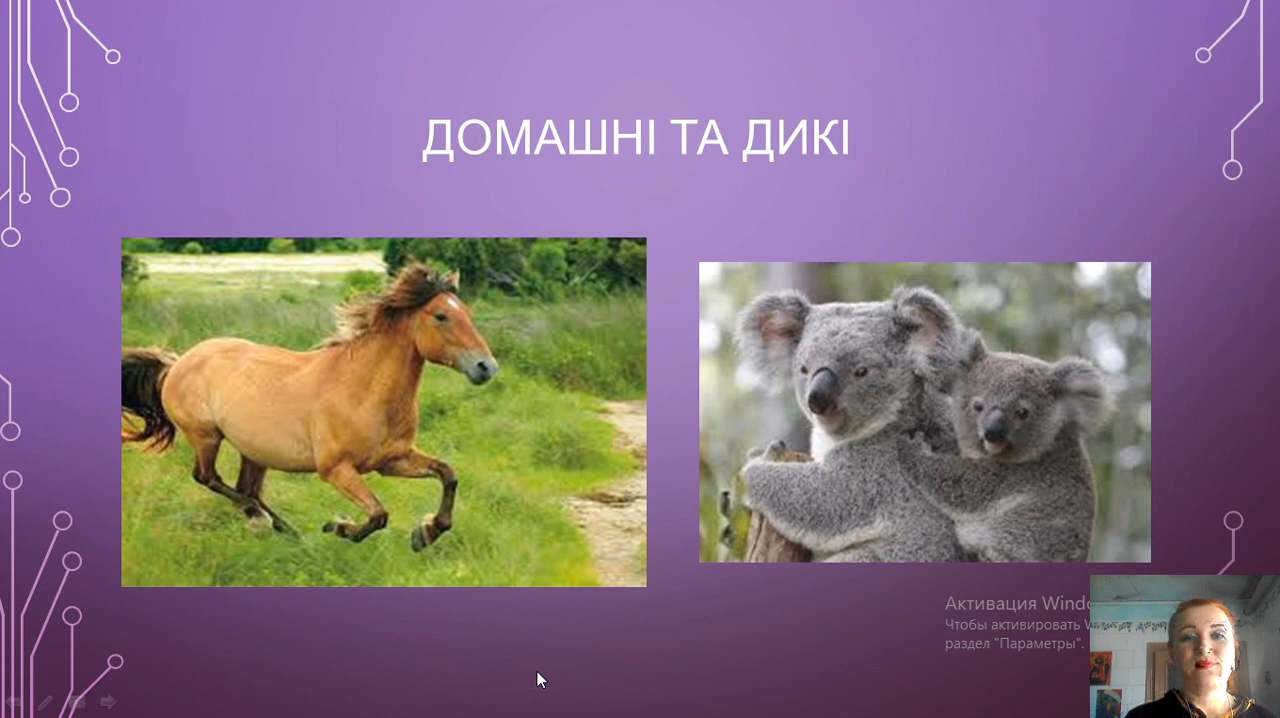 ДОМАШНІ ТА ДИКІ
Активация Windo
Чтобы активировать W
раздел "Параметры".